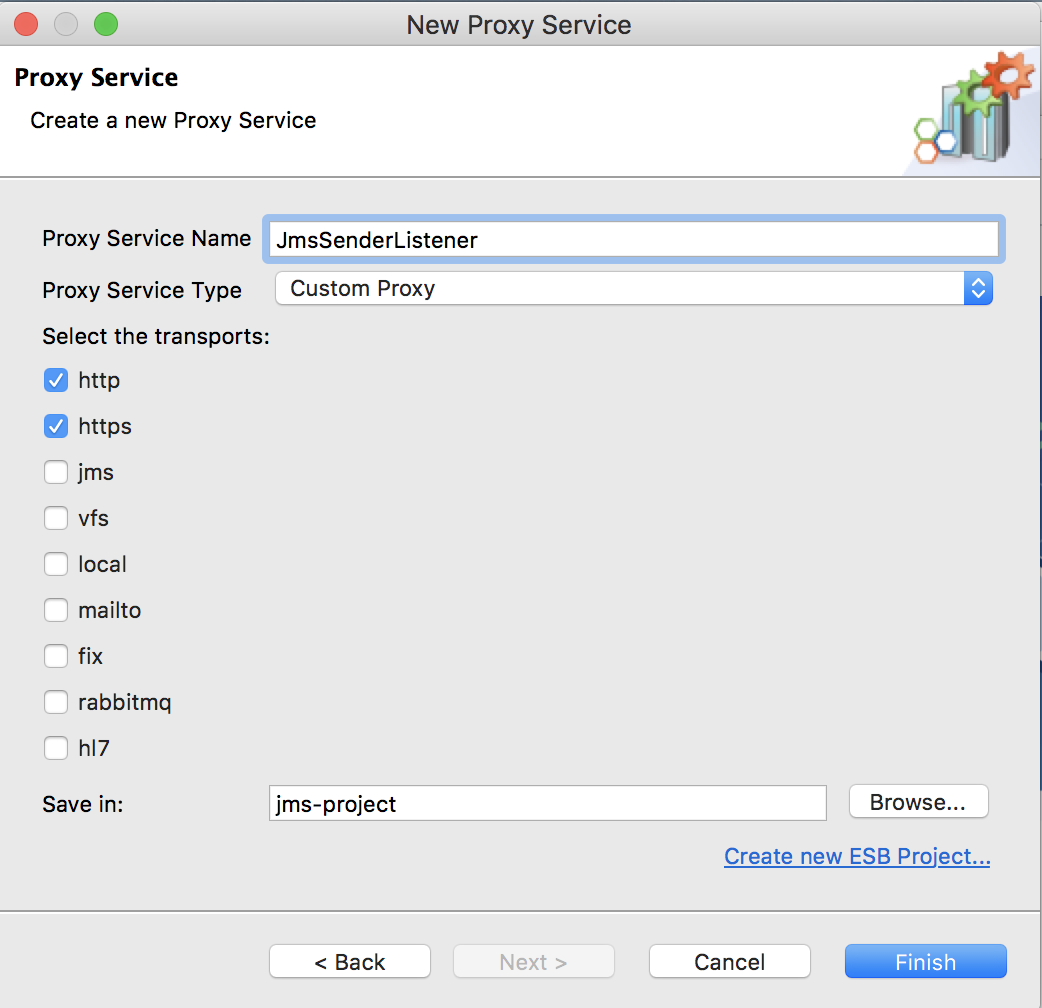 New Proxy Service
Proxy Service
Create a new Proxy Service
Proxy Service Name JmsSenderListener
Proxy Service Type Custom Proxy
Select the transports:
http
https
jms
vfs
local
mailto
fix
rabbitmq
hl7
Save in: jms-project Browse...
Create new ESB Project...
< Back Next > Cancel Finish